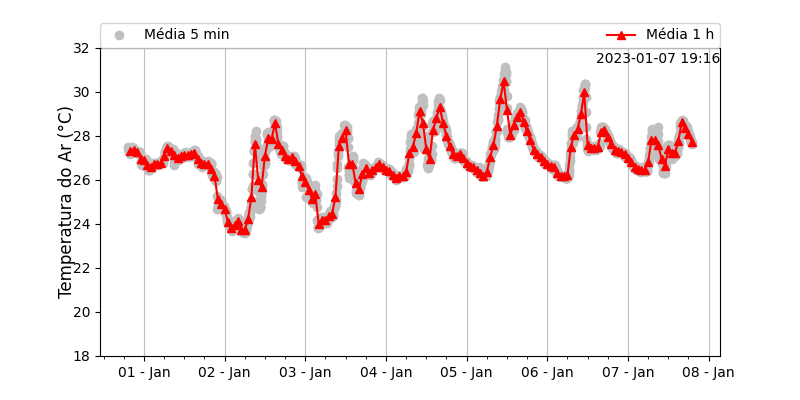 Média 5 min
Média 1 h
2023-01-07 19:16
Temperatura do Ar (°C)
32
30
28
26
24
22
20
18
01 - Jan
02 - Jan
03 - Jan
04 - Jan
05 - Jan
06 - Jan
07 - Jan
08 - Jan